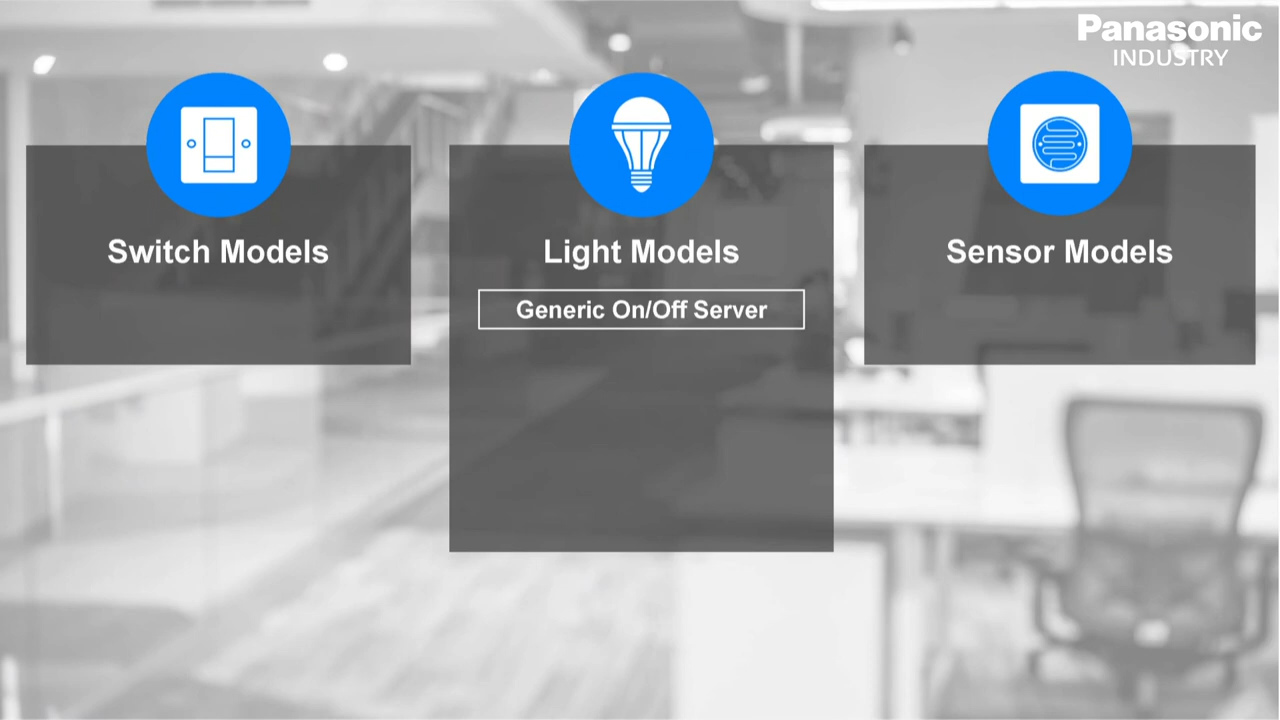 Panasonic
INDUSTRY
Switch Models
Light Models
Sensor Models
Generic On/Off Server